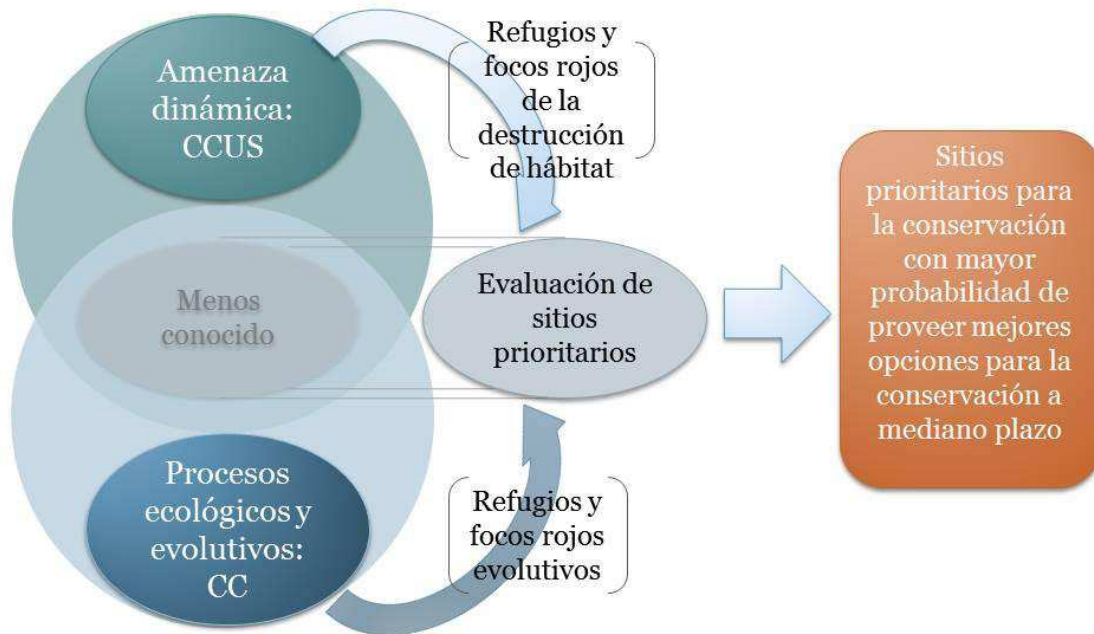 Amenaza
dinámica:
CCUS
Refugios y
focos rojos
de la
destrucción
de hábitat
Menos
conocido
Evaluación de
sitios
prioritarios
Procesos
ecológicos y
evolutivos:
CC
Refugios y
focos rojos
evolutivos
Sitios
prioritarios para
la conservación
con mayor
probabilidad de
proveer mejores
opciones para la
conservación a
mediano plazo